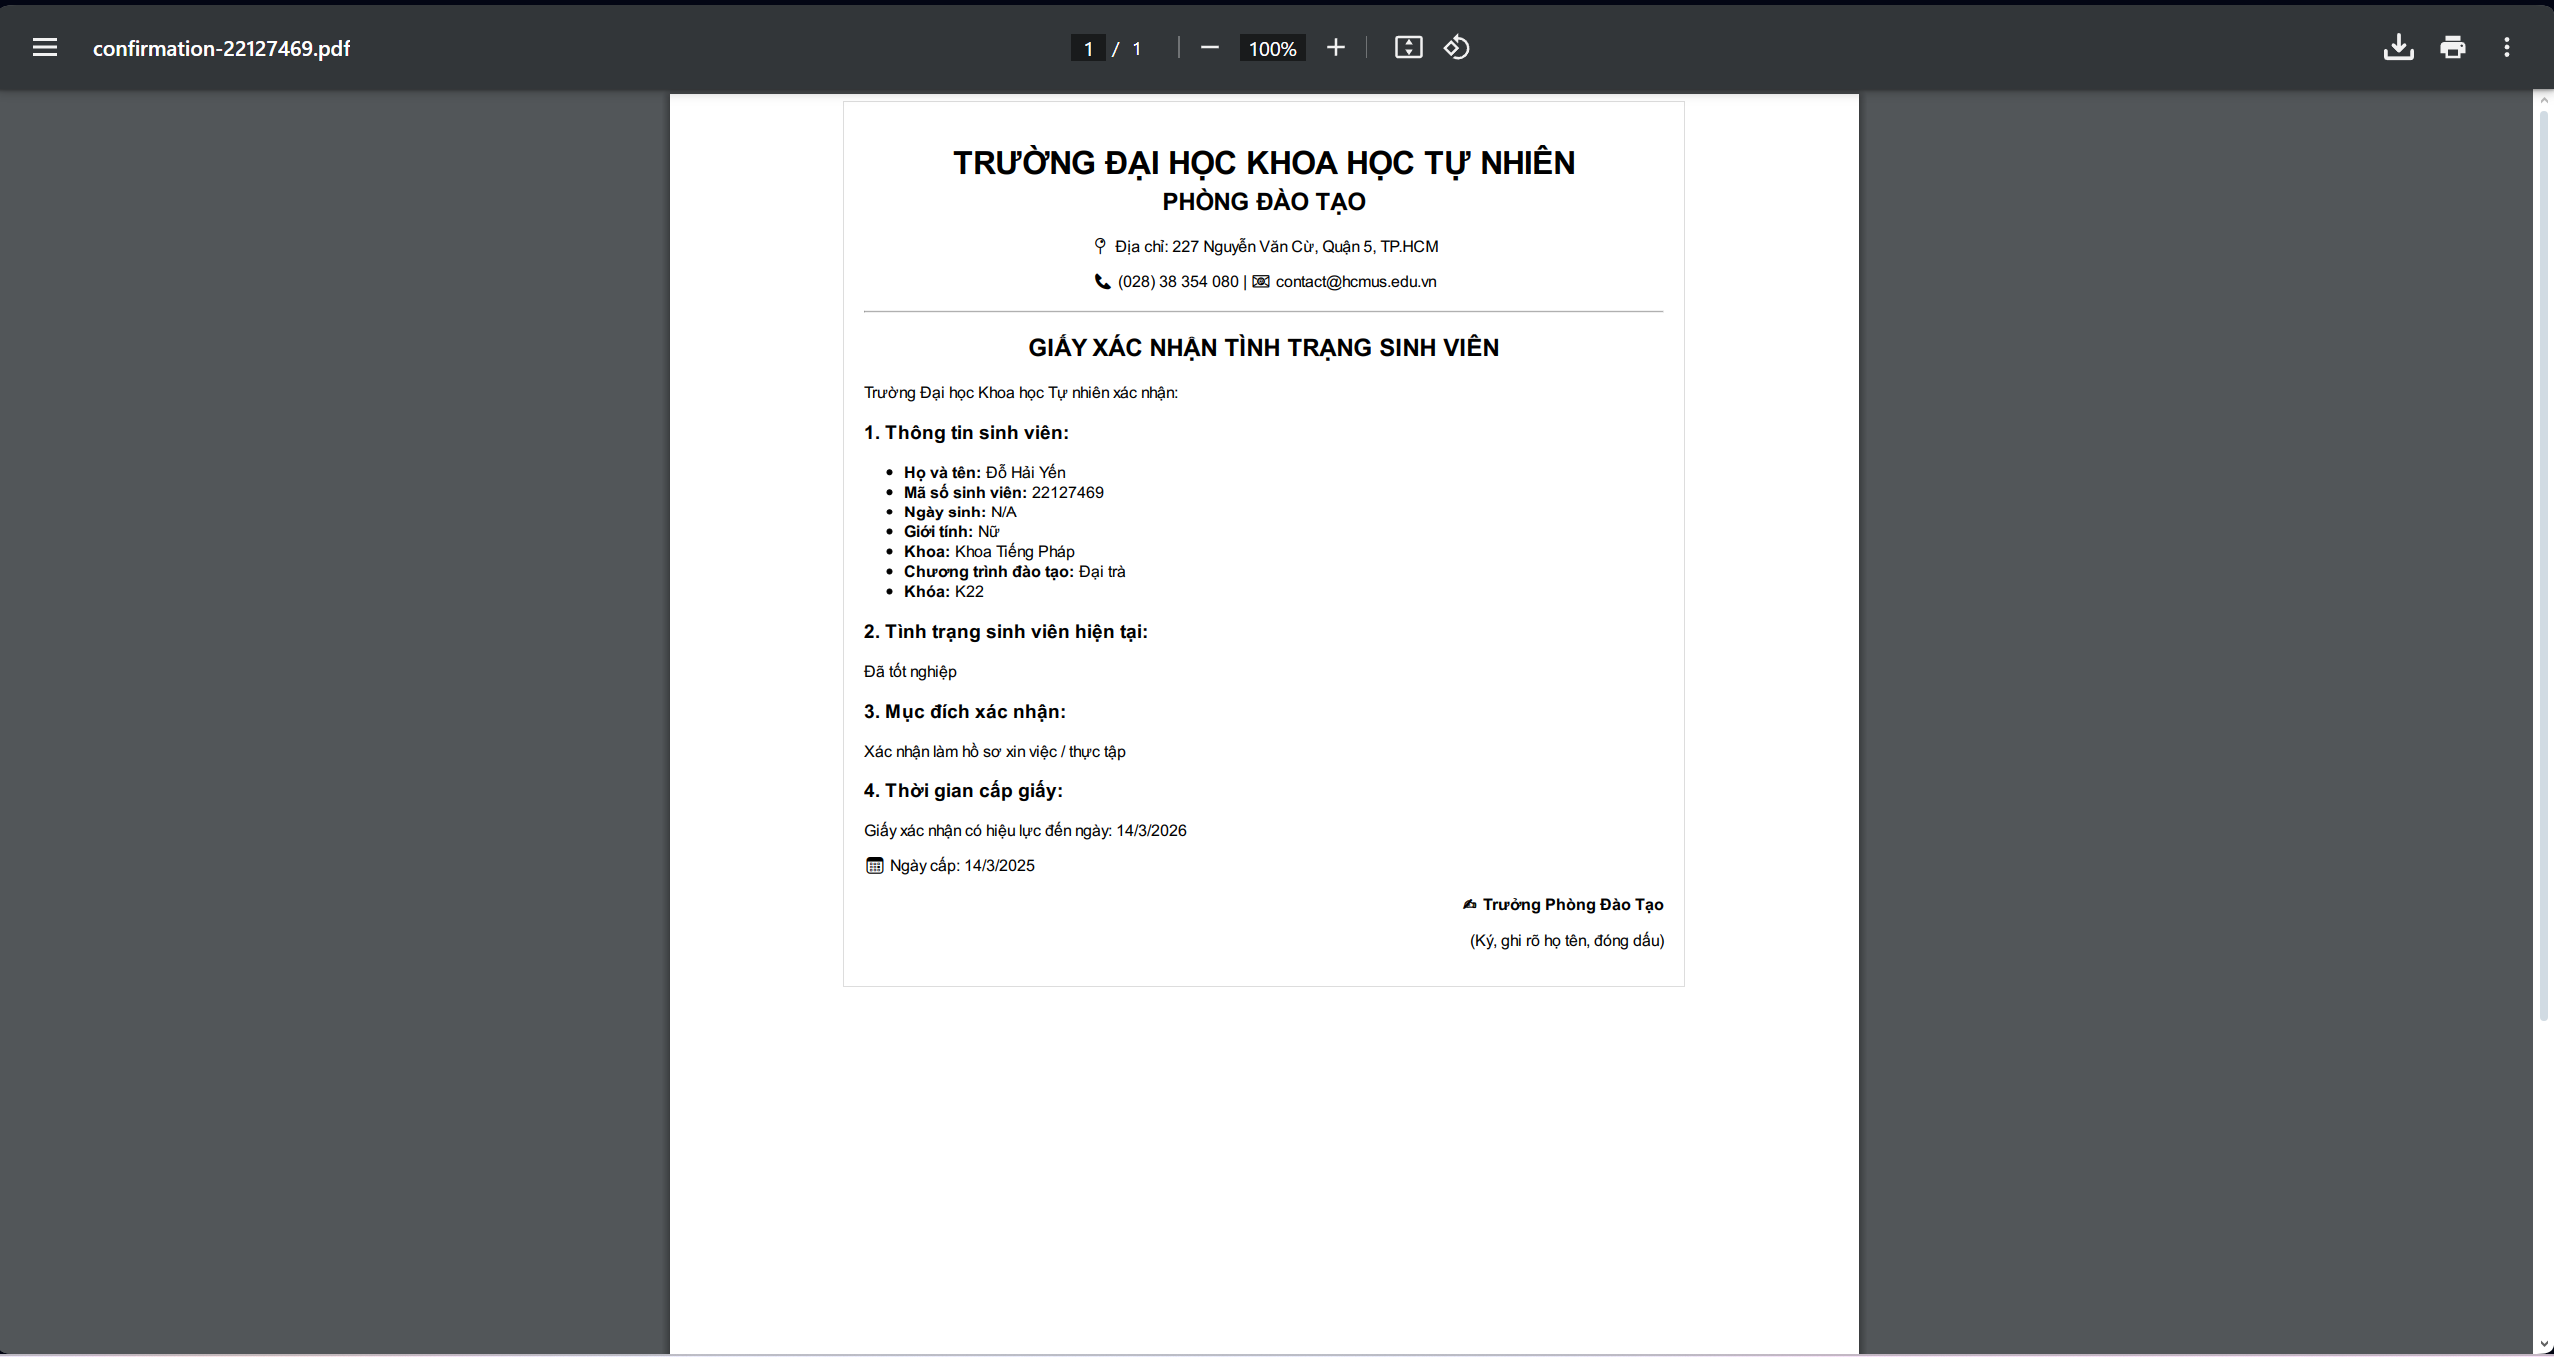 confirmation-22127469.pdf
1 / 1
100%
TRƯỜNG ĐẠI HỌC KHOA HỌC TỰ NHIÊN
PHÒNG ĐÀO TẠO
Địa chỉ: 227 Nguyễn Văn Cừ, Quận 5, TP.HCM
(028) 38 354 080 | contact@hcmus.edu.vn
GIẤY XÁC NHẬN TÌNH TRẠNG SINH VIÊN
Trường Đại học Khoa học Tự nhiên xác nhận:
1. Thông tin sinh viên:
• Họ và tên: Đỗ Hải Yến
• Mã số sinh viên: 22127469
• Ngày sinh: N/A
• Giới tính: Nữ
• Khoa: Khoa Tiếng Pháp
• Chương trình đào tạo: Đại trà
• Khóa: K22
2. Tình trạng sinh viên hiện tại:
Đã tốt nghiệp
3. Mục đích xác nhận:
Xác nhận làm hồ sơ xin việc / thực tập
4. Thời gian cấp giấy:
Giấy xác nhận có hiệu lực đến ngày: 14/3/2026
Ngày cấp: 14/3/2025
Trưởng Phòng Đào Tạo
(Ký, ghi rõ họ tên, đóng dấu)